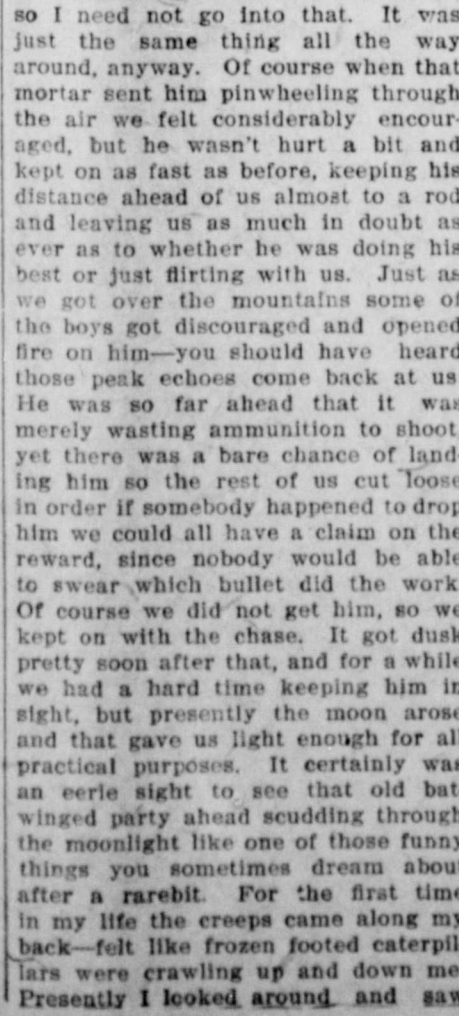 so I need not go into that. It was
just the same thing all the way
around, anyway. Of course when that
mortar sent him pinwheeling through
the air we felt considerably encour-
aged, but he wasn't hurt a bit and
kept on as fast as before, keeping his
distance ahead of us almost to a rod
and leaving us as much in doubt as
ever as to whether he was doing his
best or just flirting with us. Just as
we got over the mountains some of
the boys got discouraged and opened
fire on him—you should have heard
those peak echoes come back at us
He was so far ahead that it was
merely wasting ammunition to shoot
yet there was a bare chance of land
ing him so the rest of us cut loose
in order if somebody happened to drop
him we could all have a claim on the
reward, since nobody would be able
to swear which bullet did the work
Of course we did not get him, so we
kept on with the chase. It got dusk
pretty soon after that, and for a while
we had a hard time keeping him in
sight, but presently the moon arose
and that gave us light enough for all
practical purposes. It certainly was
an eerie sight to see that old bat
winged party ahead scudding through
the moonlight like one of those funny
things you sometimes dream about
after a rarebit. For the first time
in my life the creeps came along my
back—felt like frozen footed caterpil
lars were crawling up and down me
Presently I looked around and saw